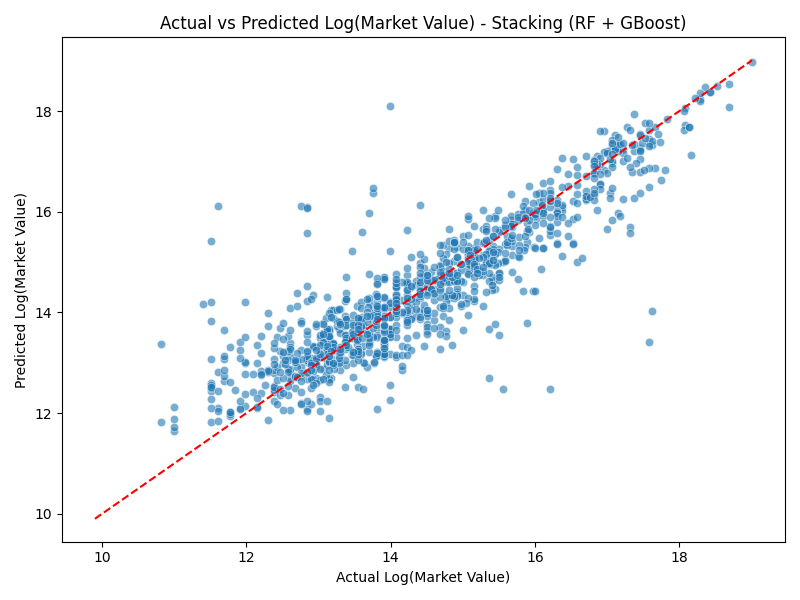 Actual vs Predicted Log(Market Value) - Stacking (RF + GBoost)
Predicted Log(Market Value)
18
16
14
12
10
10 12 14 16 18
Actual Log(Market Value)